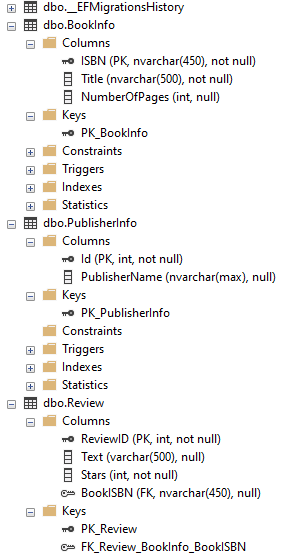 dbo.__EFMigrationsHistory
dbo.BookInfo
Columns
ISBN (PK, nvarchar(450), not null)
Title (nvarchar(500), not null)
NumberOfPages (int, null)
Keys
PK_BookInfo
Constraints
Triggers
Indexes
Statistics
dbo.PublisherInfo
Columns
Id (PK, int, not null)
PublisherName (nvarchar(max), null)
Keys
PK_PublisherInfo
Constraints
Triggers
Indexes
Statistics
dbo.Review
Columns
ReviewID (PK, int, not null)
Text (varchar(500), null)
Stars (int, not null)
BookISBN (FK, nvarchar(450), null)
Keys
PK_Review
FK_Review_BookInfo_BookISBN